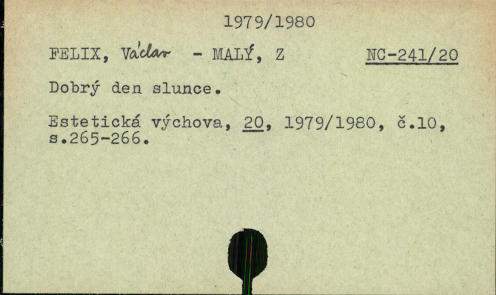 1979/1980
FELIX, Václav - MALÝ, Z NC-241/20
Dobrý den slunce.
Estetická výchova, 20, 1979/1980, č.10,
s.265-266.